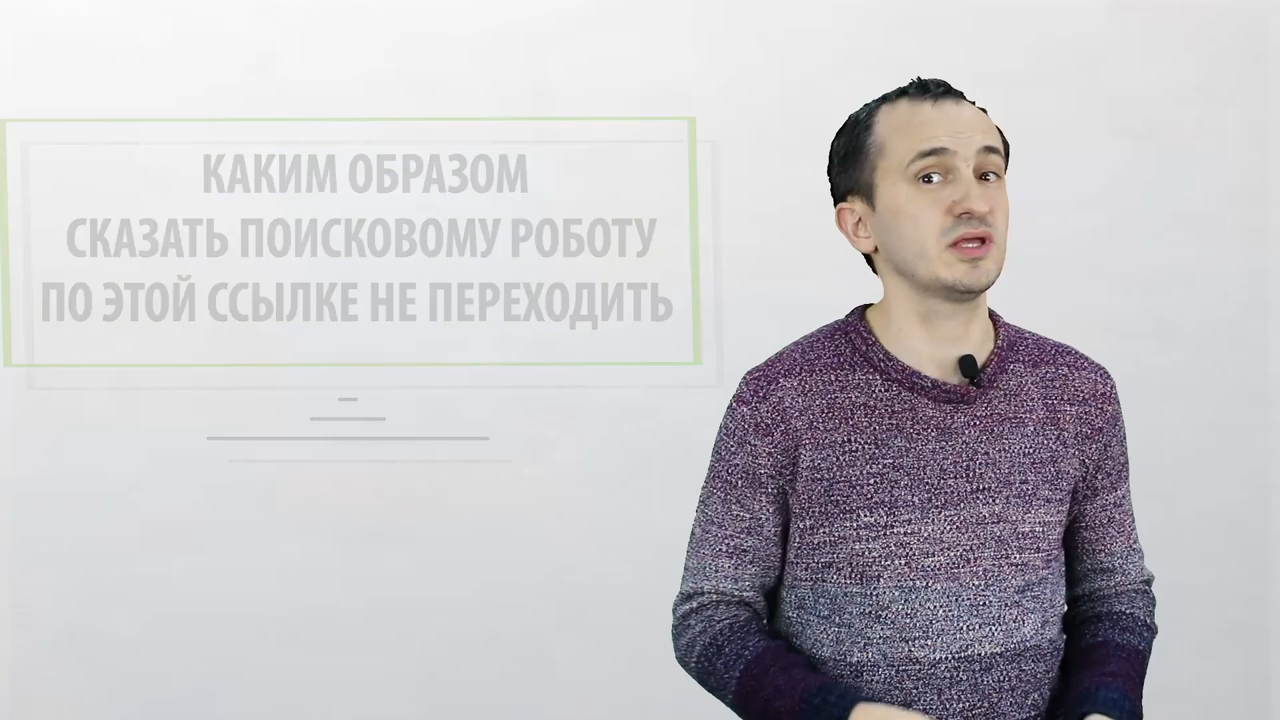 КАКИМ ОБРАЗОМ
СКАЗАТЬ ПОИСКОВОМУ РОБОТУ
ПО ЭТОЙ ССЫЛКЕ НЕ ПЕРЕХОДИТЬ